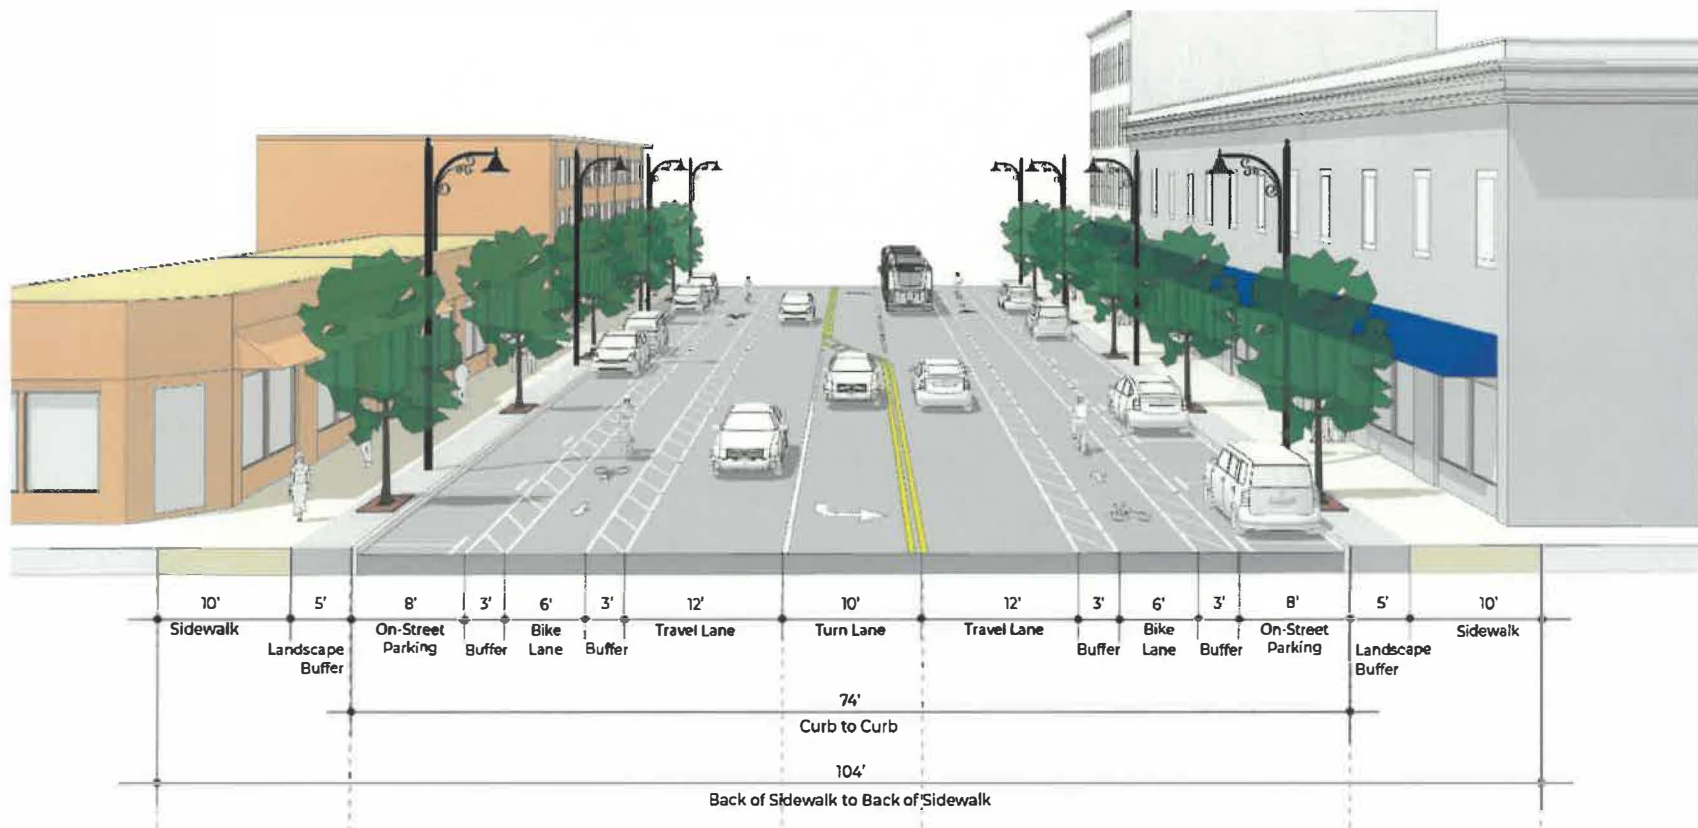 10' 5' 8' 3' 6' 3' 12' 10' 12' 3' 6' 3' 8' 5' 10'
Sidewalk
Landscape
Buffer
On-Street
Parking
Buffer
Bike
Lane
Buffer
Travel Lane
Turn Lane
Travel Lane
Buffer
Bike
Lane
Buffer
On-Street
Parking
Landscape
Buffer
Sidewalk
74'
Curb to Curb
104'
Back of Sidewalk to Back of Sidewalk